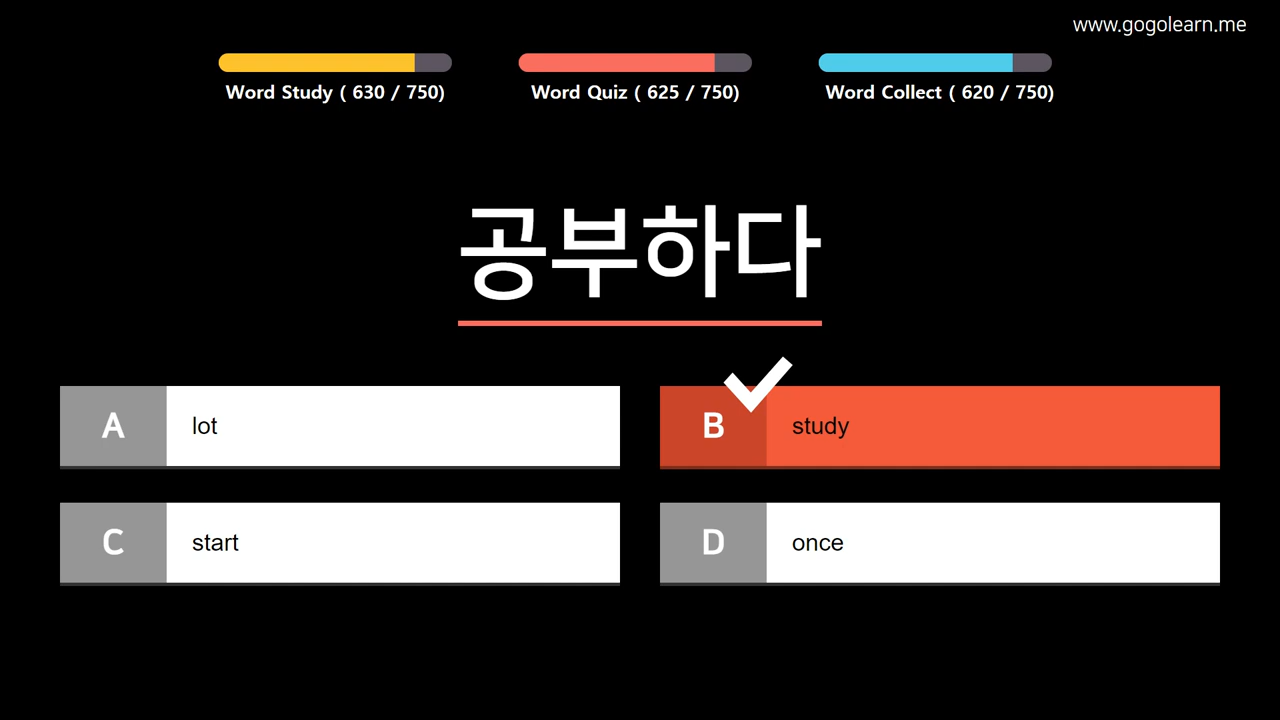 www.gogolearn.me
Word Study ( 630 / 750)
Word Quiz ( 625 / 750)
Word Collect ( 620 / 750)
공부하다
A lot
B study
C start
D once